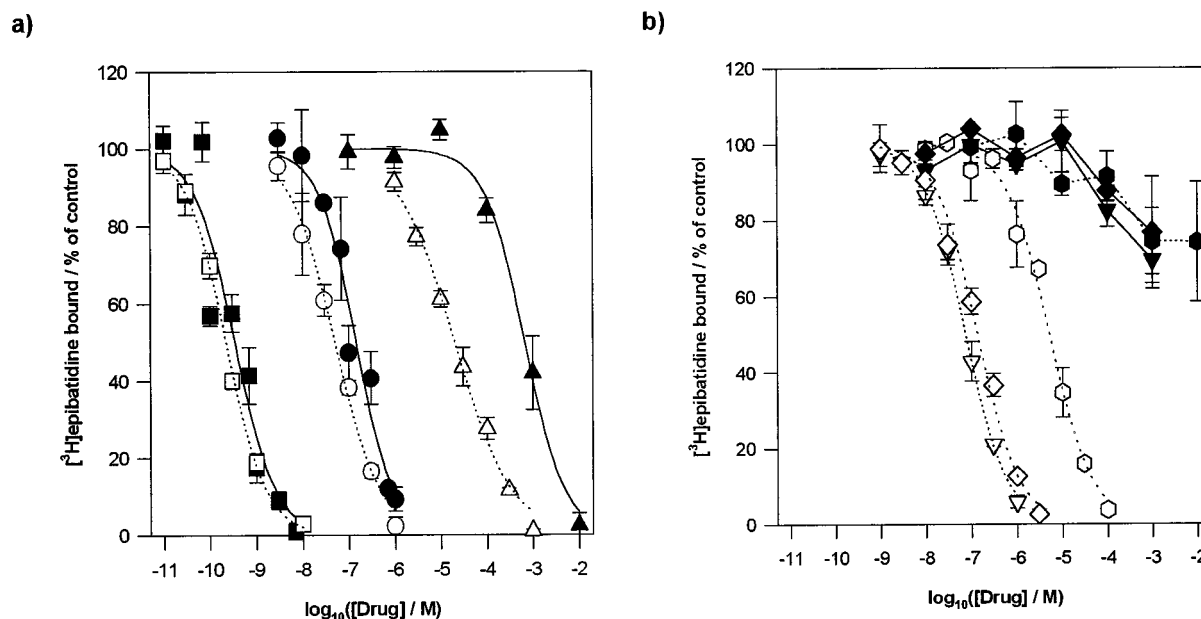 a)
120
100
80
60
40
20
0
[³H]epibatidine bound / % of control
-11 -10 -9 -8 -7 -6 -5 -4 -3 -2
log₁₀([Drug] / M)
b)
120
100
80
60
40
20
0
[³H]epibatidine bound / % of control
-11 -10 -9 -8 -7 -6 -5 -4 -3 -2
log₁₀([Drug] / M)